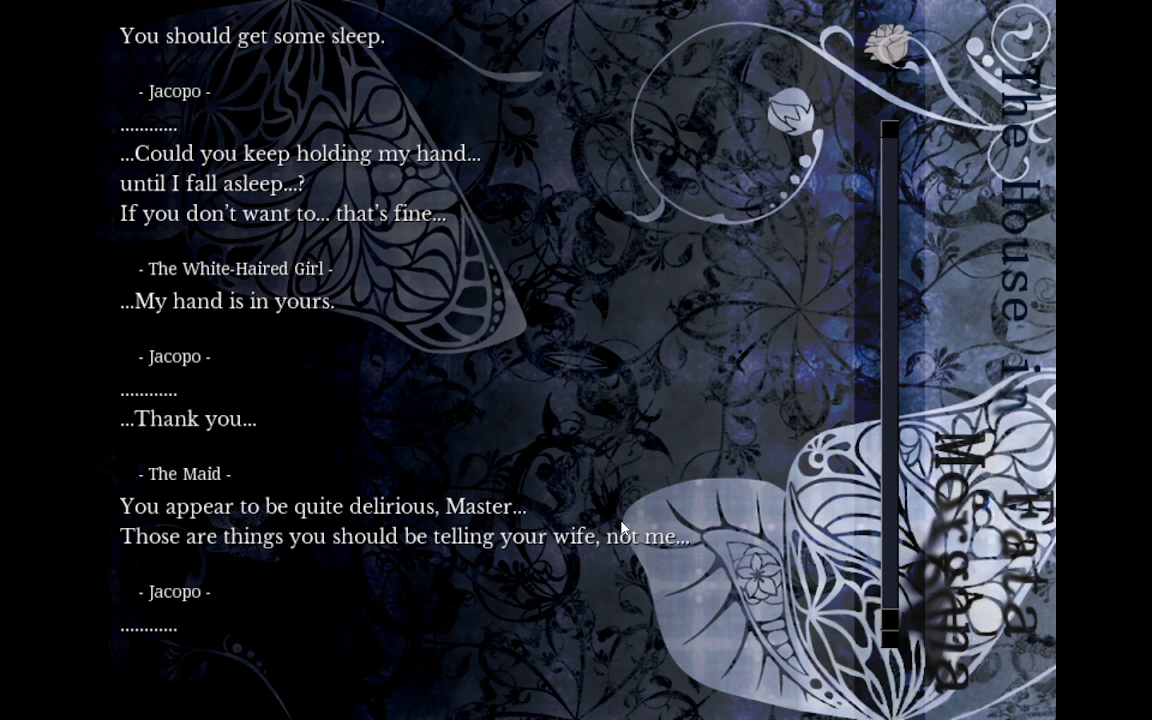 You should get some sleep.
- Jacopo -
............
...Could you keep holding my hand...
until I fall asleep...?
If you don’t want to... that’s fine...
- The White-Haired Girl -
...My hand is in yours.
- Jacopo -
............
...Thank you...
- The Maid -
You appear to be quite delirious, Master...
Those are things you should be telling your wife, not me...
- Jacopo -
............
The House in
Fata
Morgana